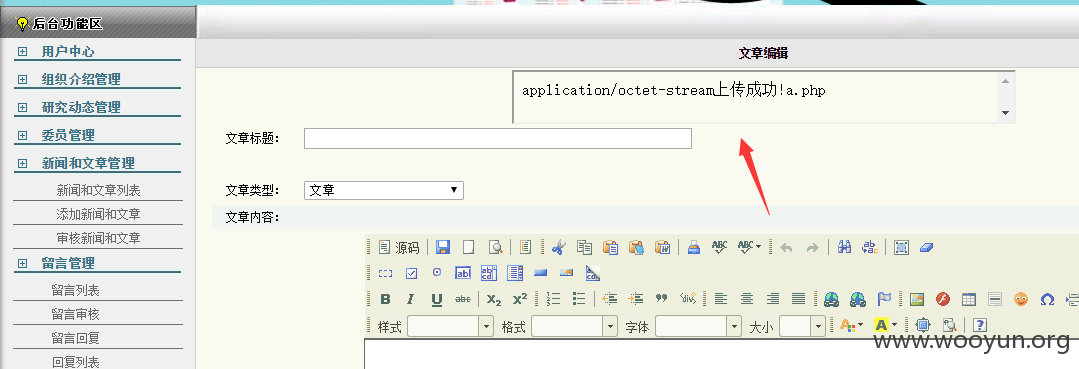 后台功能区
用户中心
组织介绍管理
研究动态管理
委员管理
新闻和文章管理
新闻和文章列表
添加新闻和文章
审核新闻和文章
留言管理
留言列表
留言审核
留言回复
回复列表
文章编辑
application/octet-stream上传成功!a.php
文章标题：
文章类型： 文章
文章内容：
源码
B I U abc X₂ X²
样式 格式 字体 大小
www.wooyun.org